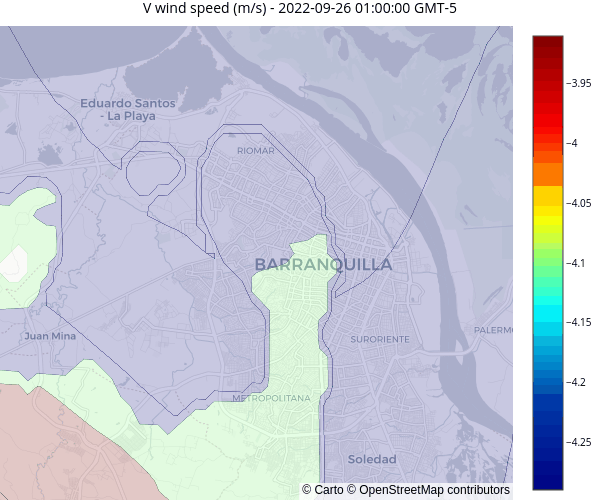 V wind speed (m/s) - 2022-09-26 01:00:00 GMT-5
Eduardo Santos
- La Playa
RIOMAR
BARRANQUILLA
Juan Mina
SURORIENTE
PALERMO
METROPOLITANA
Soledad
© Carto © OpenStreetMap contributors
−3.95
−4
−4.05
−4.1
−4.15
−4.2
−4.25